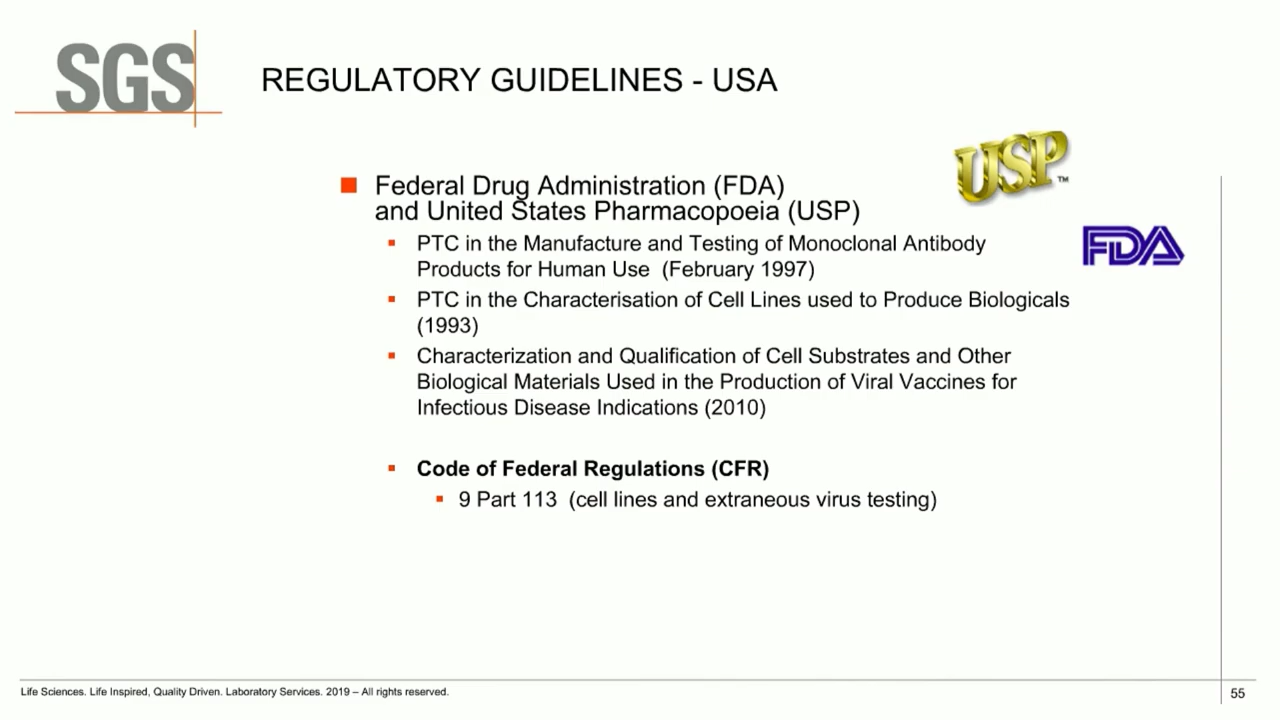 SGS
REGULATORY GUIDELINES - USA
USP™
■ Federal Drug Administration (FDA)
and United States Pharmacopoeia (USP)
FDA
▪ PTC in the Manufacture and Testing of Monoclonal Antibody
Products for Human Use (February 1997)
▪ PTC in the Characterisation of Cell Lines used to Produce Biologicals
(1993)
▪ Characterization and Qualification of Cell Substrates and Other
Biological Materials Used in the Production of Viral Vaccines for
Infectious Disease Indications (2010)
▪ Code of Federal Regulations (CFR)
▪ 9 Part 113 (cell lines and extraneous virus testing)
Life Sciences. Life Inspired, Quality Driven. Laboratory Services. 2019 – All rights reserved.
55